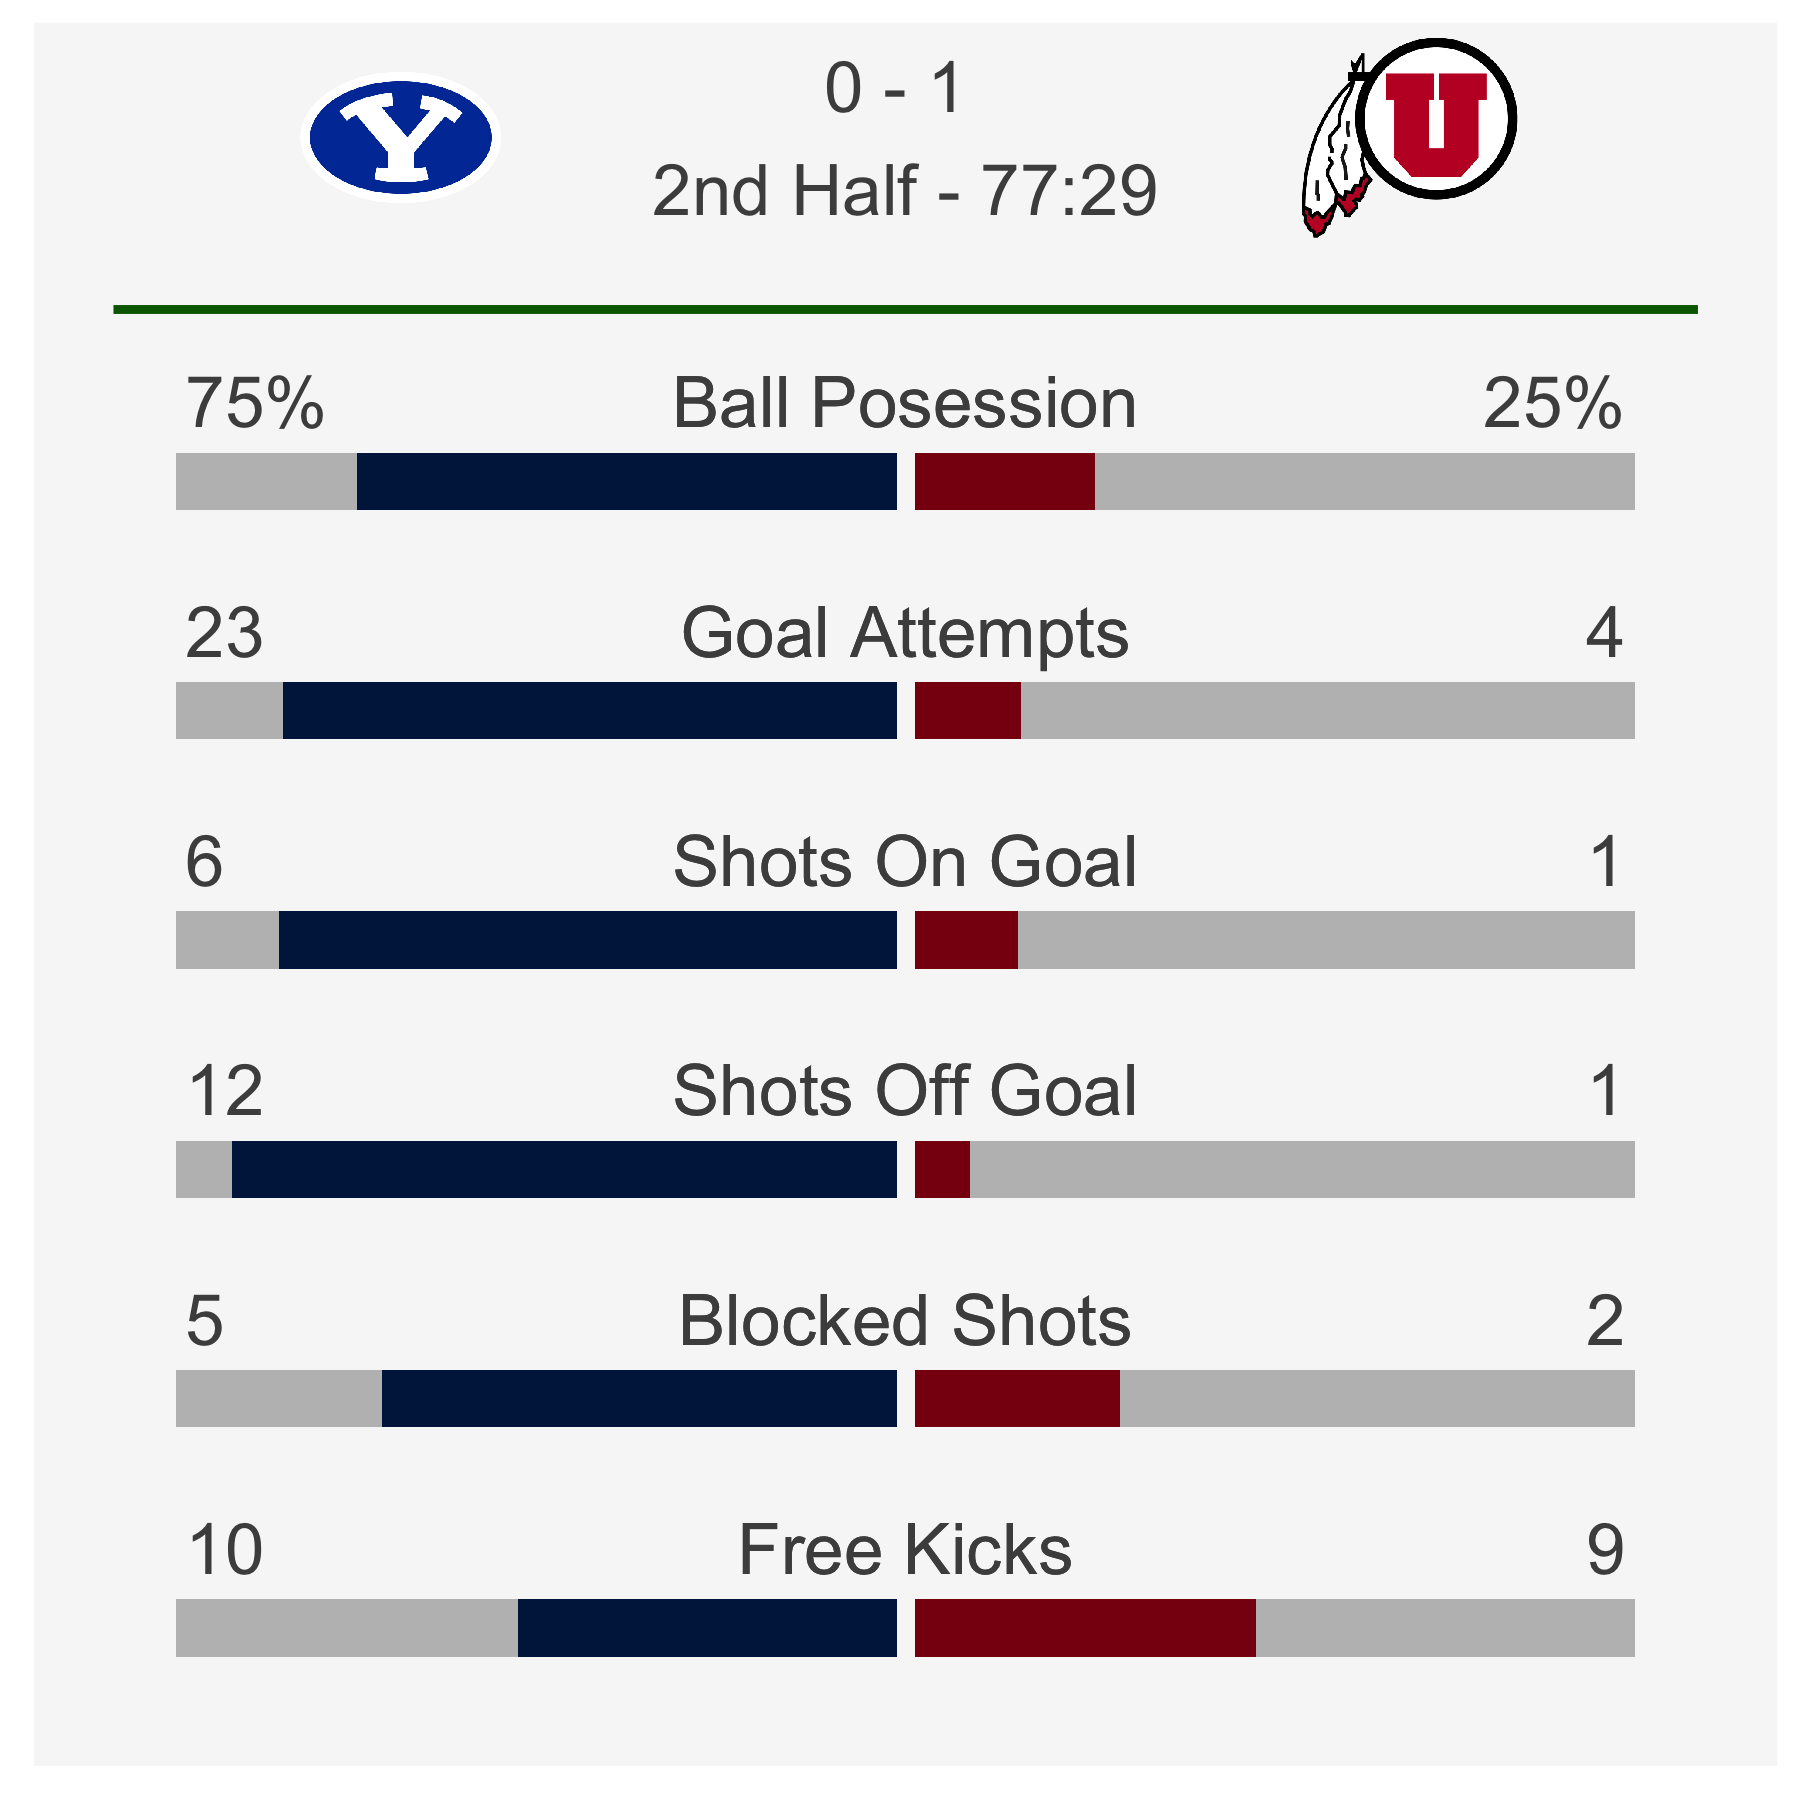 Y
0 - 1
U
2nd Half - 77:29
75% Ball Posession 25%
23 Goal Attempts 4
6 Shots On Goal 1
12 Shots Off Goal 1
5 Blocked Shots 2
10 Free Kicks 9